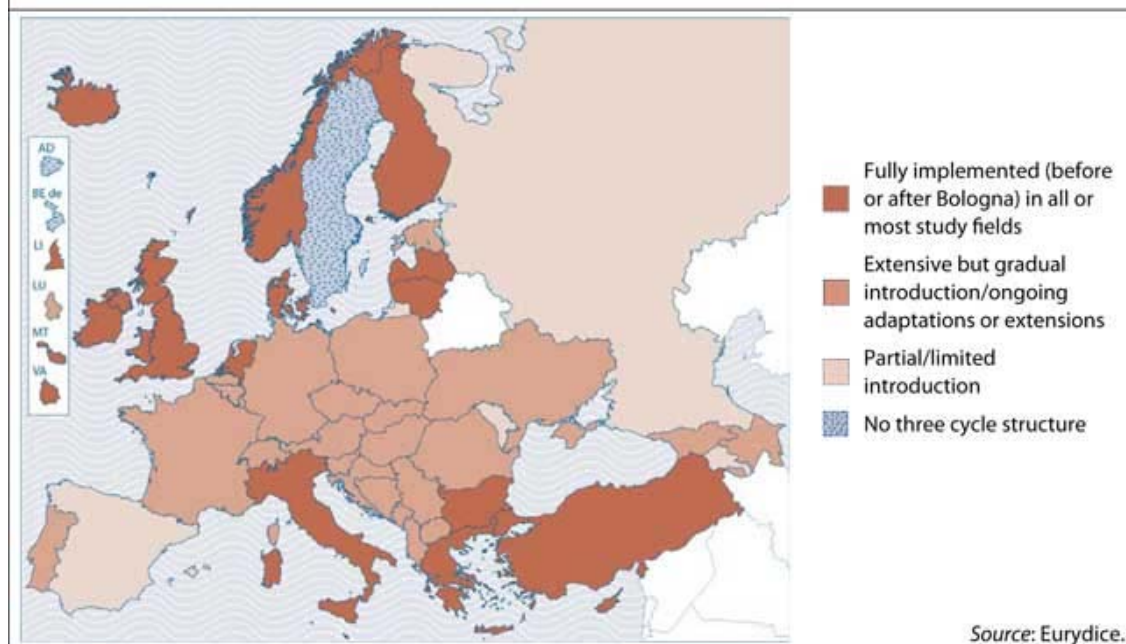 AD
BE de
LI
LU
MT
VA
Fully implemented (before
or after Bologna) in all or
most study fields
Extensive but gradual
introduction/ongoing
adaptations or extensions
Partial/limited
introduction
No three cycle structure
Source: Eurydice.